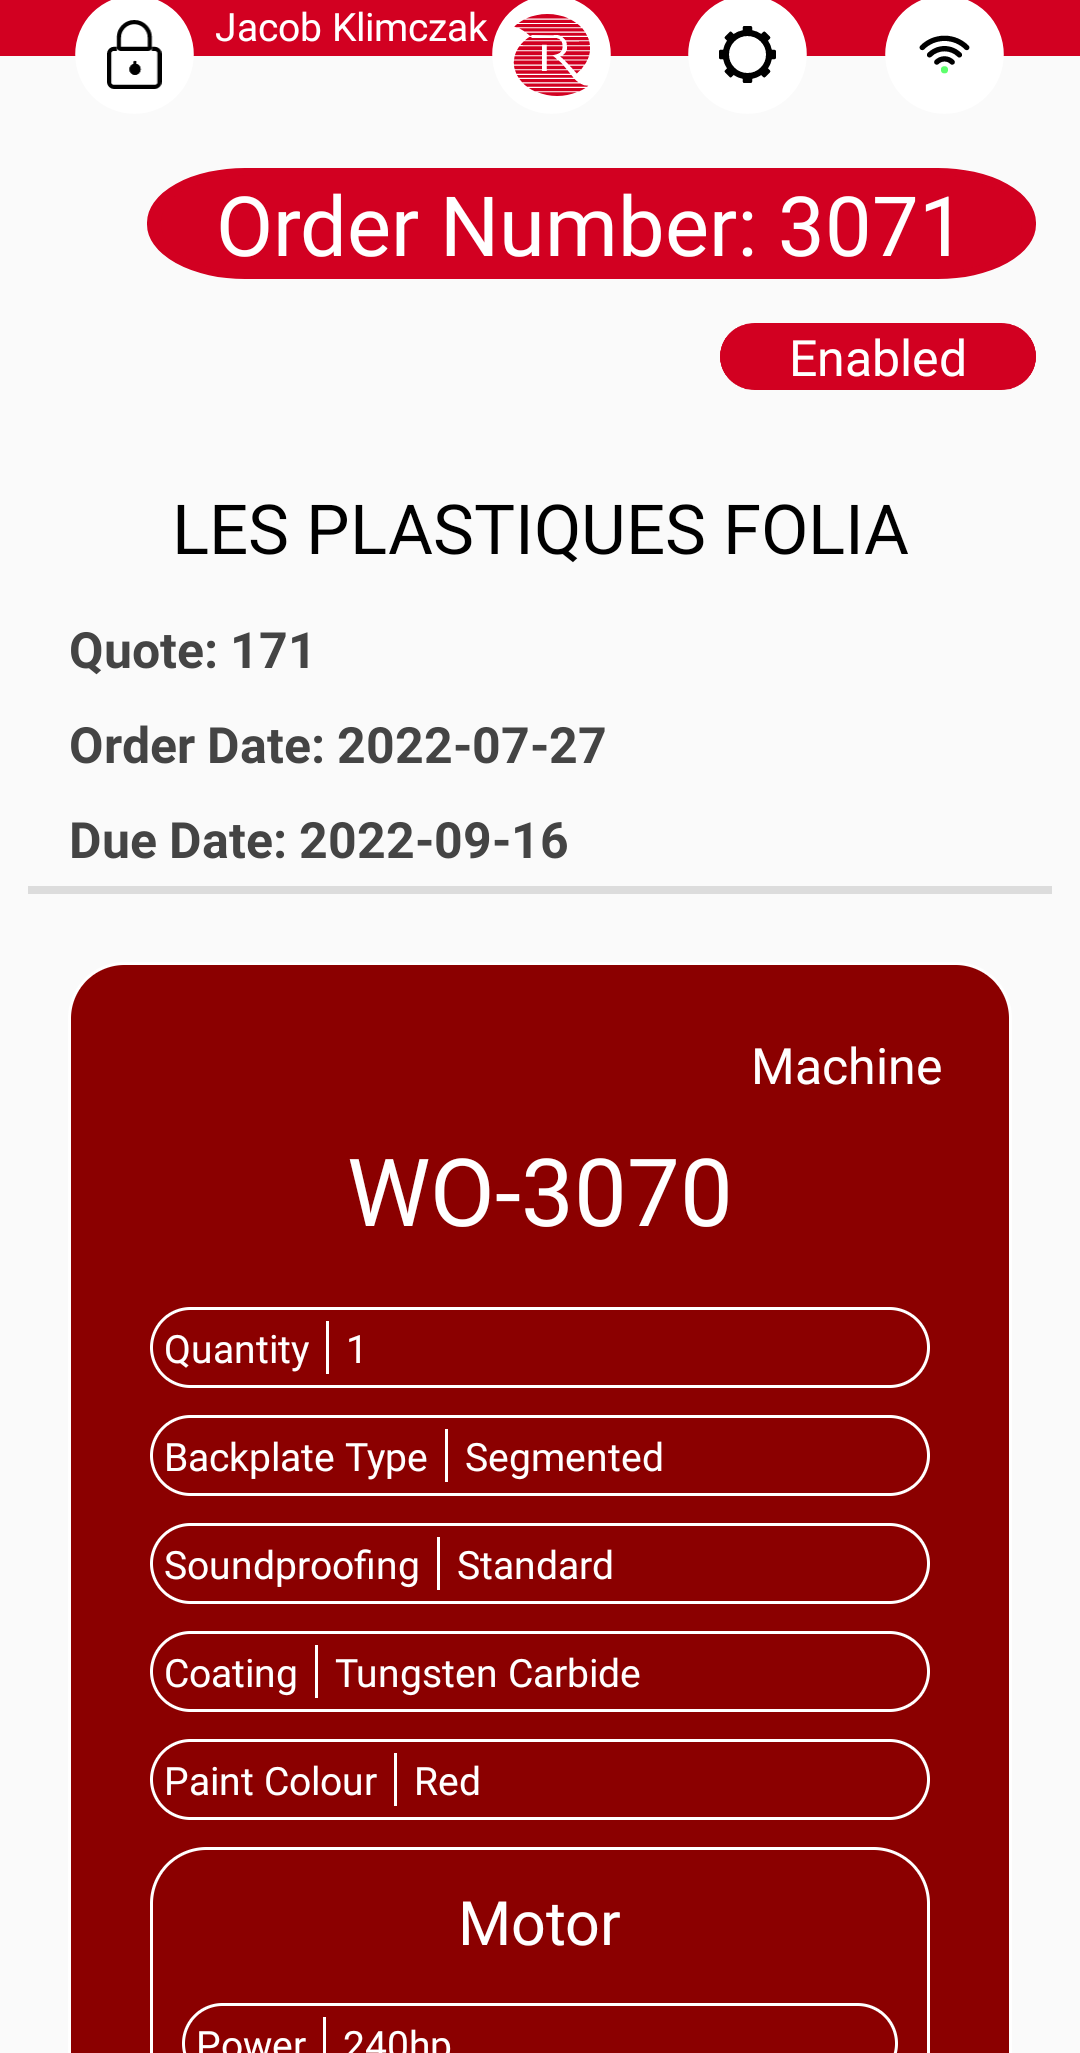 Jacob Klimczak
R
Order Number: 3071
Enabled
LES PLASTIQUES FOLIA
Quote: 171
Order Date: 2022-07-27
Due Date: 2022-09-16
Machine
WO-3070
Quantity | 1
Backplate Type | Segmented
Soundproofing | Standard
Coating | Tungsten Carbide
Paint Colour | Red
Motor
Power | 240hp